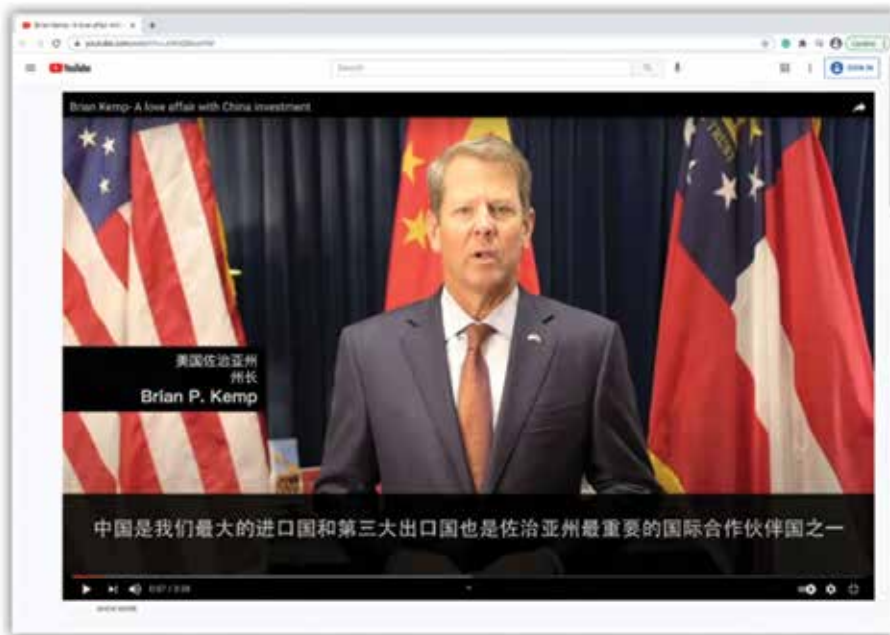 YouTube
Search
SIGN IN
Brian Kemp- A love affair with China investment
TRUST
美国佐治亚州
州长
Brian P. Kemp
中国是我们最大的进口国和第三大出口国也是佐治亚州最重要的国际合作伙伴国之一
SHOW MORE